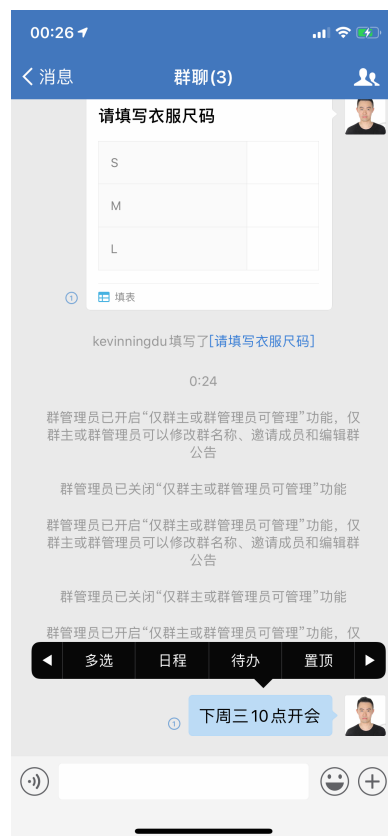 00:26
消息
群聊(3)
请填写衣服尺码
S
M
L
1
填表
kevinningdu填写了[请填写衣服尺码]
0:24
群管理员已开启“仅群主或群管理员可管理”功能，仅
群主或群管理员可以修改群名称、邀请成员和编辑群
公告
群管理员已关闭“仅群主或群管理员可管理”功能
群管理员已开启“仅群主或群管理员可管理”功能，仅
群主或群管理员可以修改群名称、邀请成员和编辑群
公告
群管理员已关闭“仅群主或群管理员可管理”功能
群管理员已开启“仅群主或群管理员可管理”功能，仅
多选 日程 待办 置顶
1
下周三10点开会